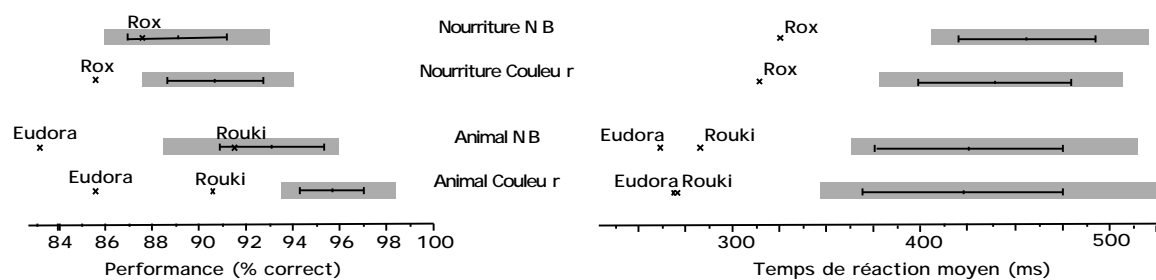 Rox Nourriture N B Rox
Rox Nourriture Couleu r Rox
Eudora Rouki Animal N B Eudora Rouki
Eudora Rouki Animal Couleu r Eudora Rouki
84 86 88 90 92 94 96 98 100 300 400 500
Performance (% correct) Temps de réaction moyen (ms)